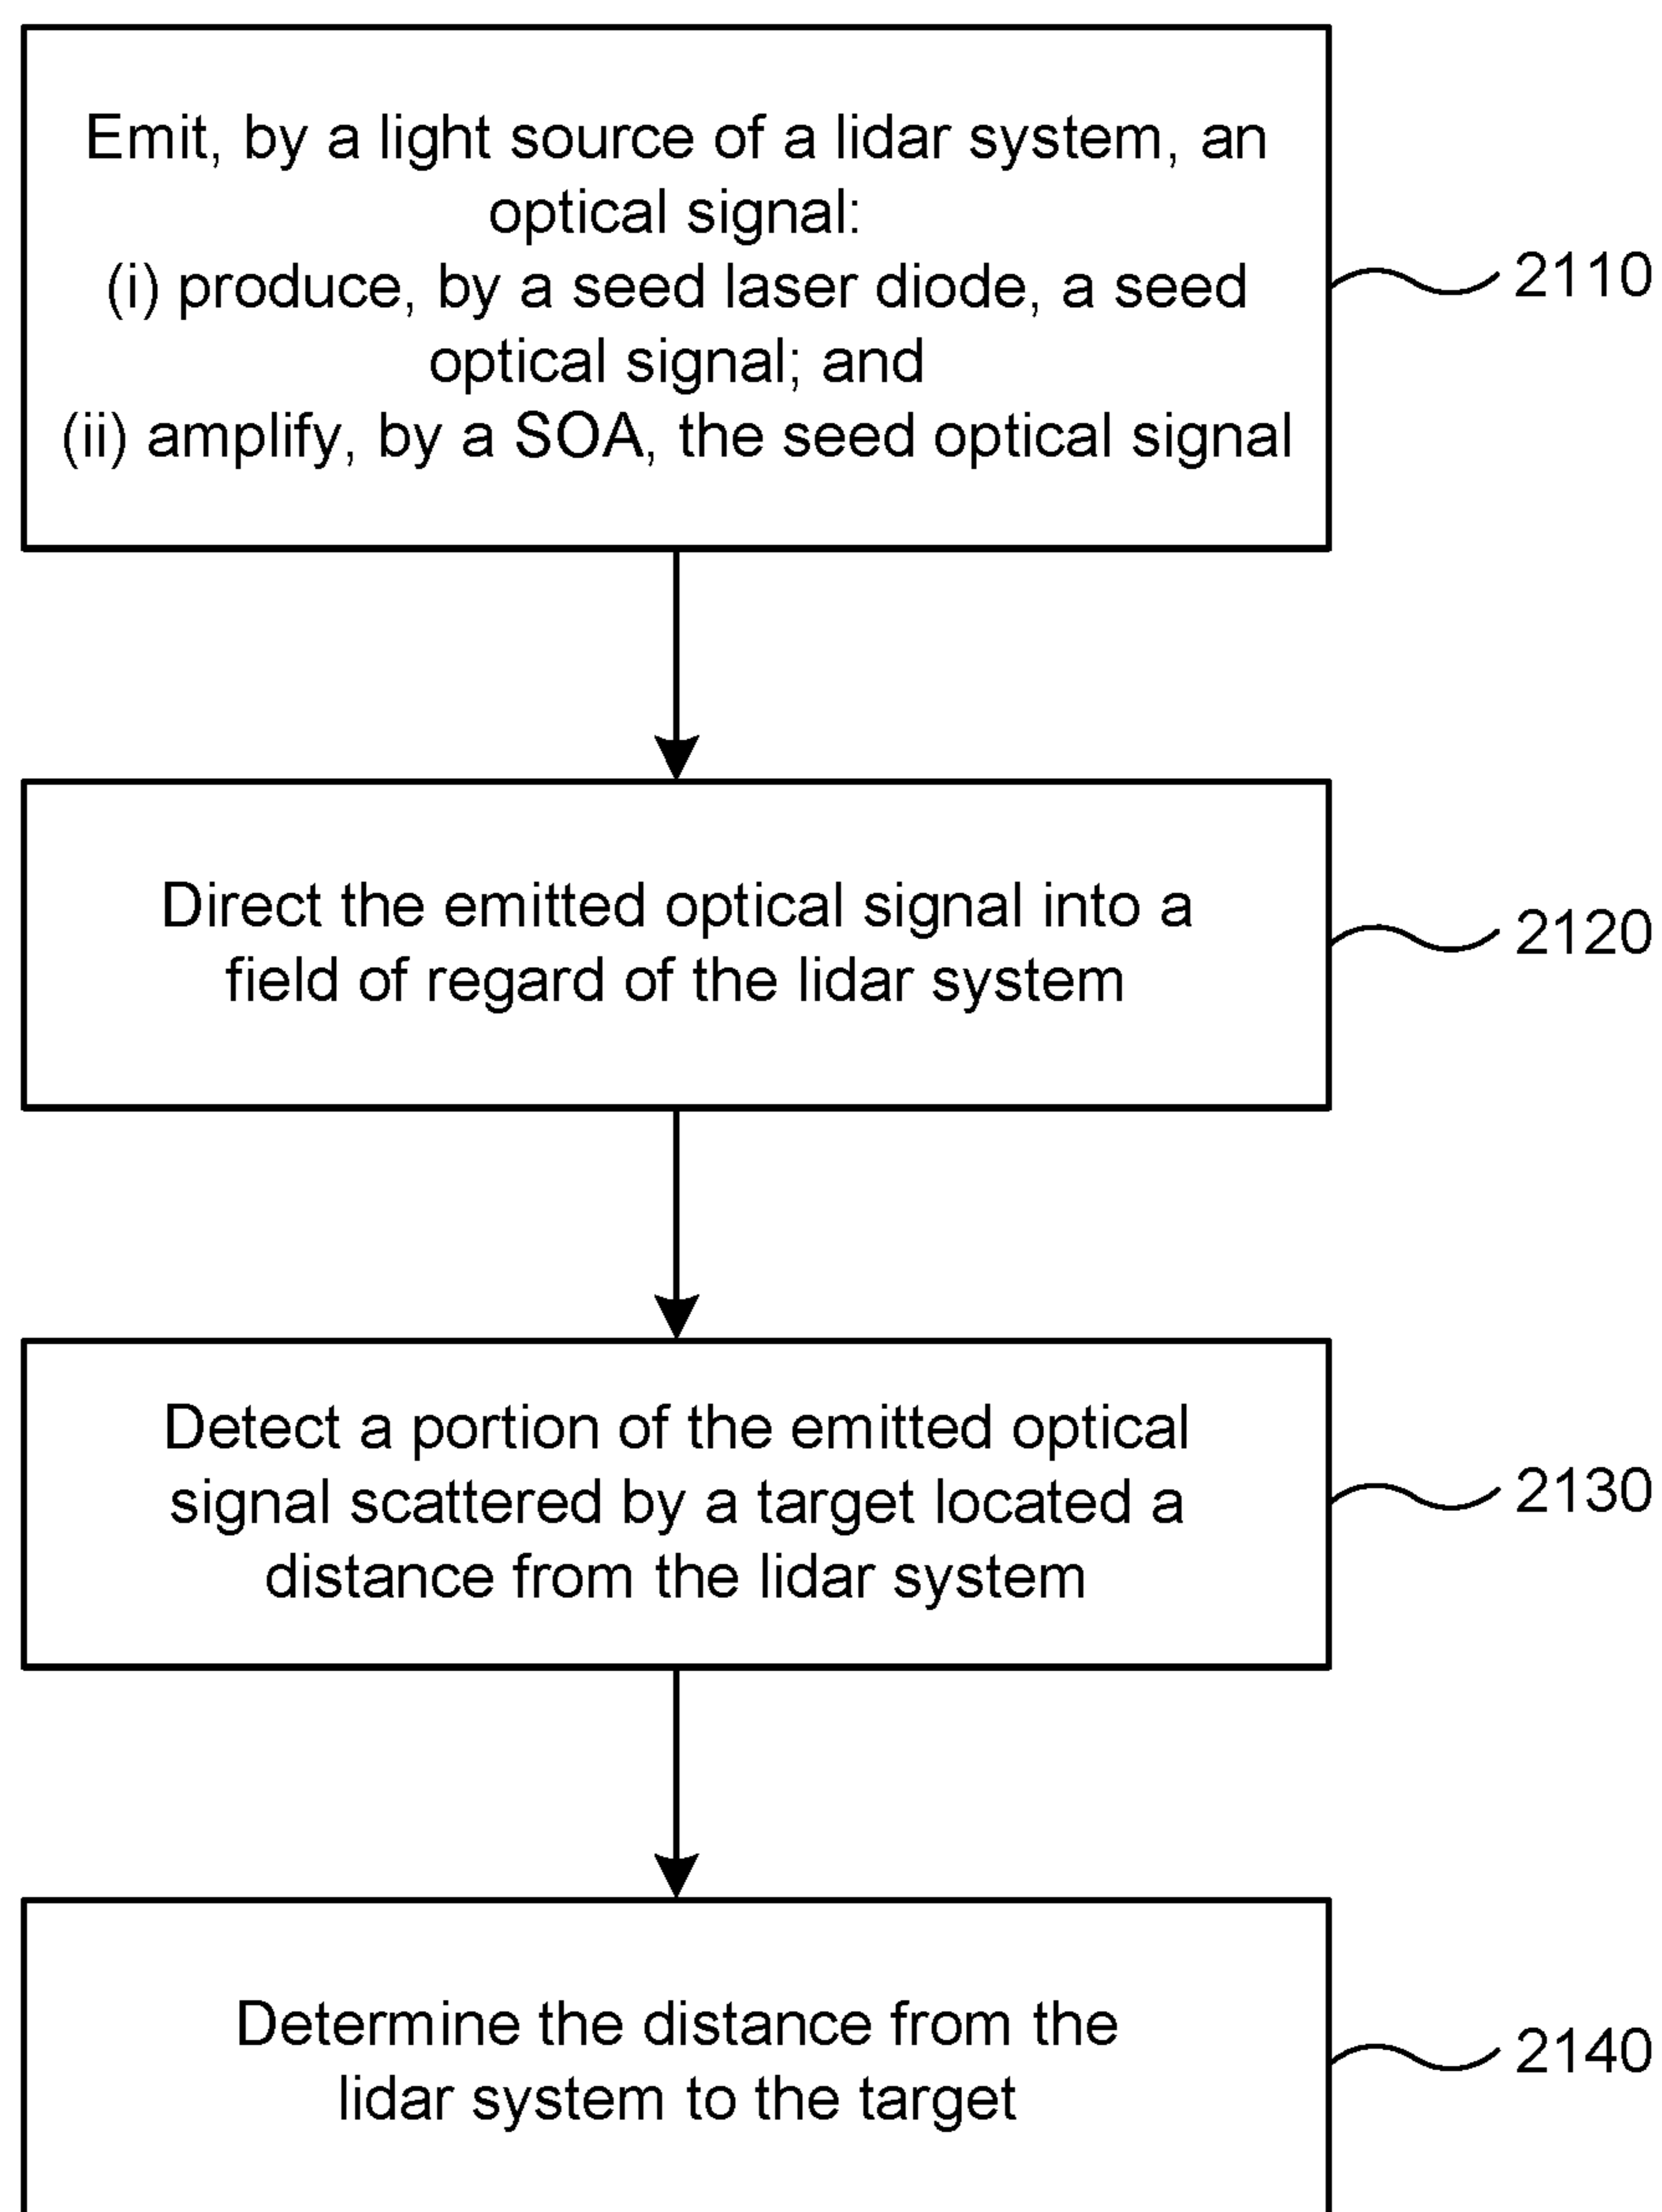 Emit, by a light source of a lidar system, an
optical signal:
(i) produce, by a seed laser diode, a seed
optical signal; and
(ii) amplify, by a SOA, the seed optical signal
2110
Direct the emitted optical signal into a
field of regard of the lidar system
2120
Detect a portion of the emitted optical
signal scattered by a target located a
distance from the lidar system
2130
Determine the distance from the
lidar system to the target
2140